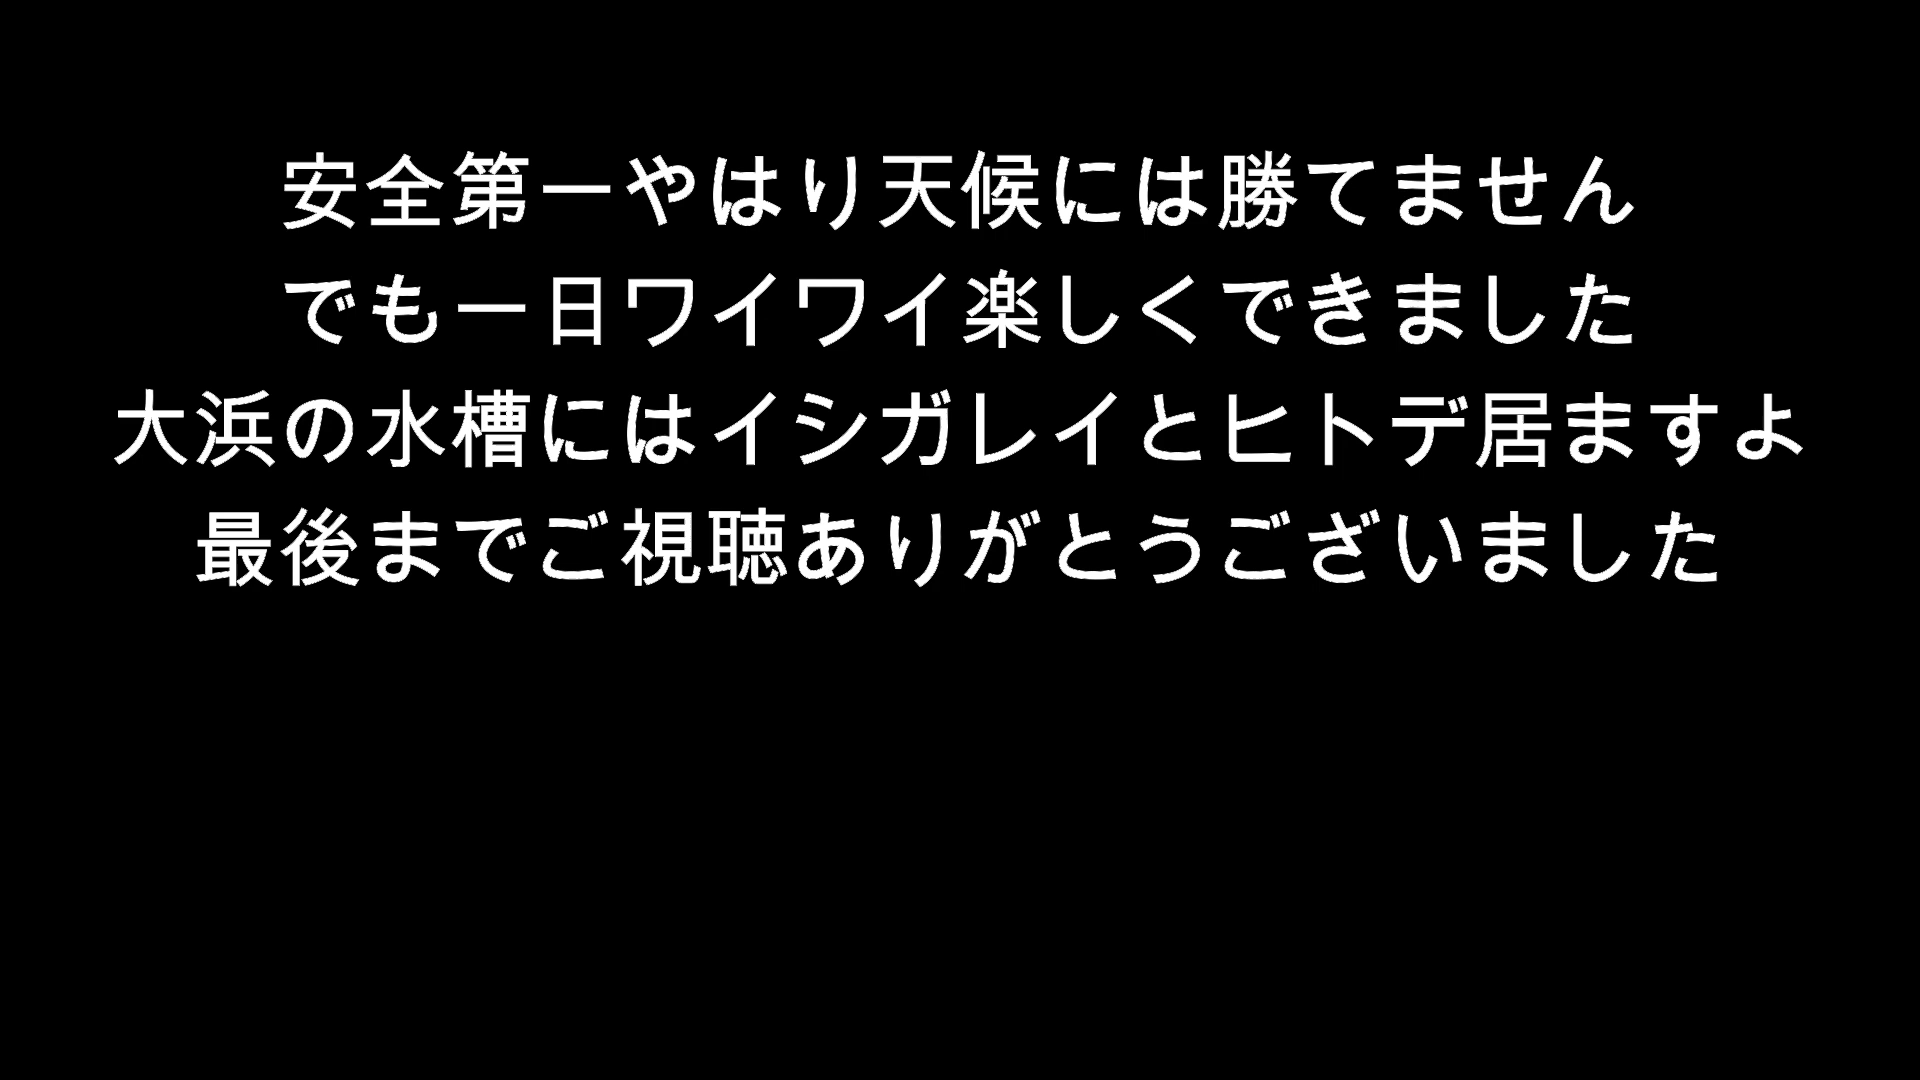 安全第一やはり天候には勝てません
でも一日ワイワイ楽しくできました
大浜の水槽にはイシガレイとヒトデ居ますよ
最後までご視聴ありがとうございました